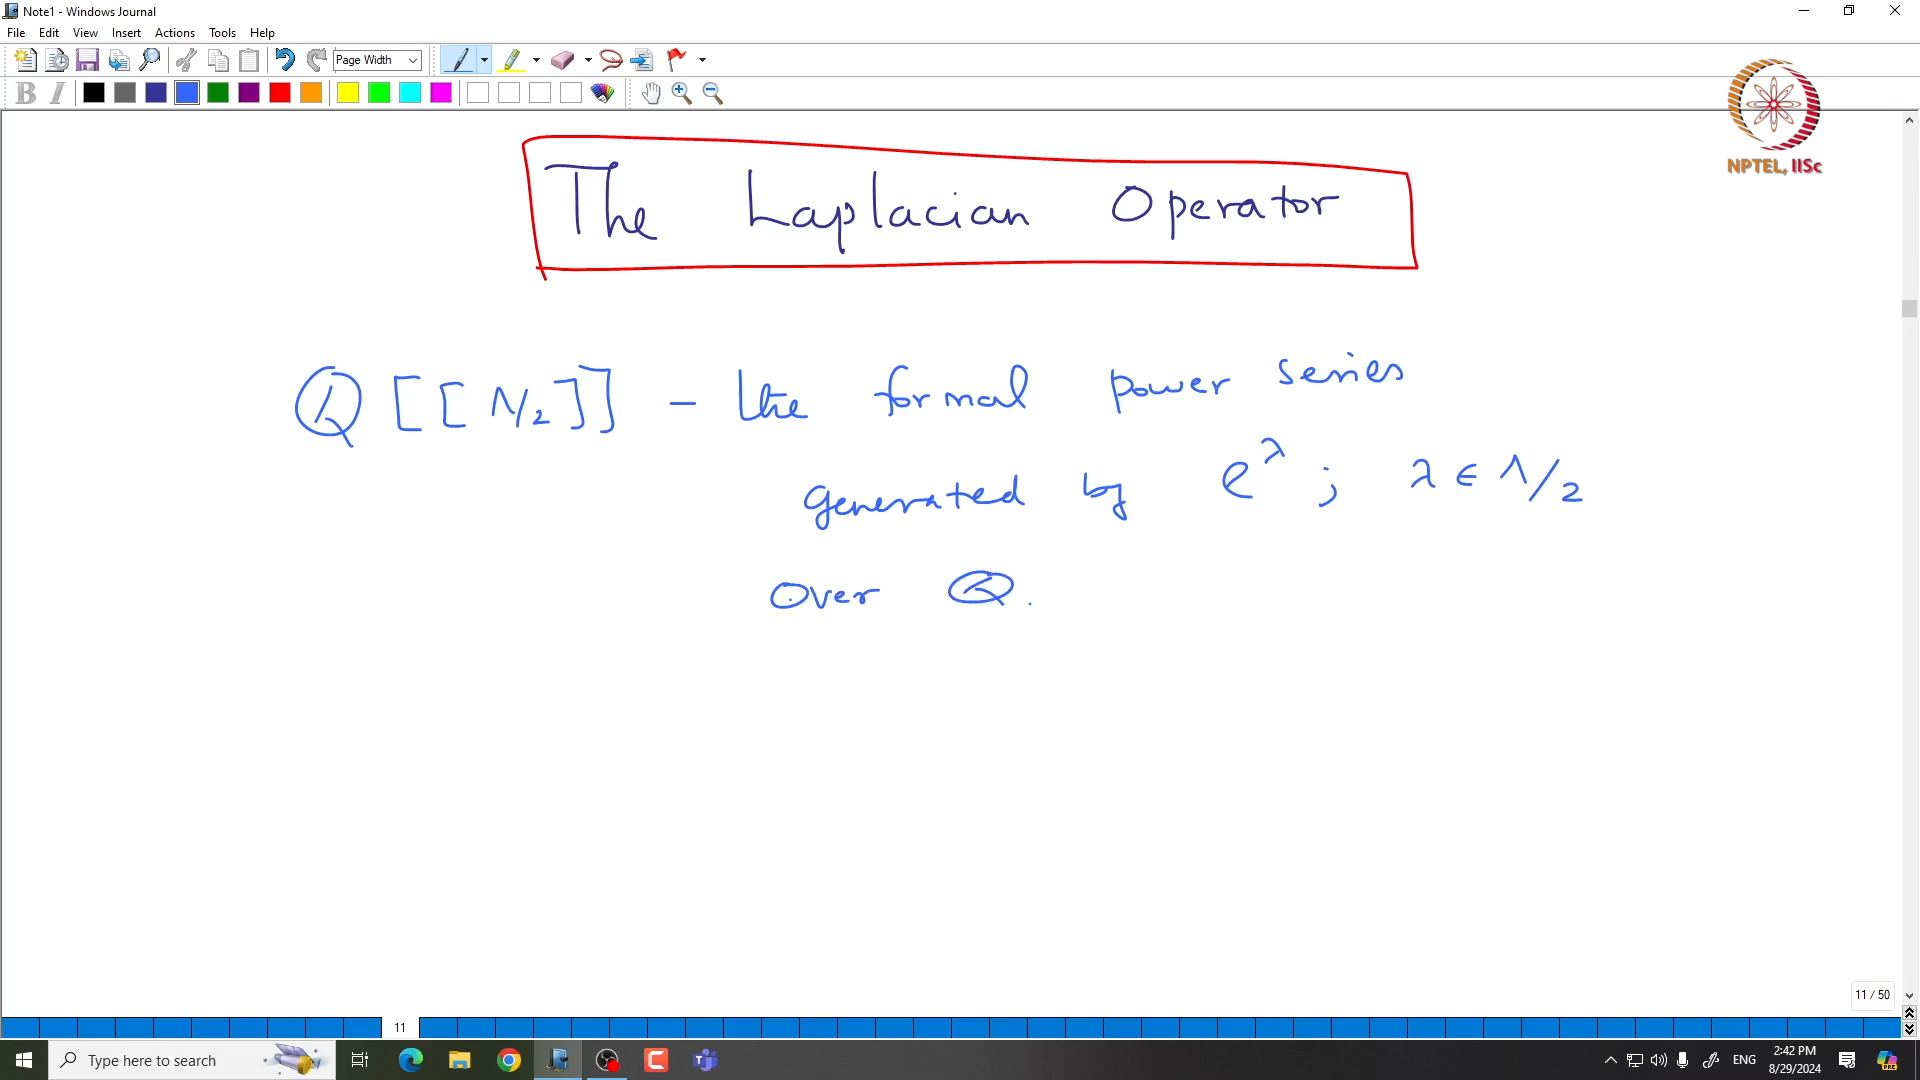 Note1 - Windows Journal
File Edit View Insert Actions Tools Help
Page Width
B I
NPTEL, IISc
The Laplacian Operator
ℚ[[Λ/2]] - the formal power series
generated by e^λ ; λ ∈ Λ/2
over ℚ.
11 / 50
11
Type here to search
ENG
2:42 PM
8/29/2024